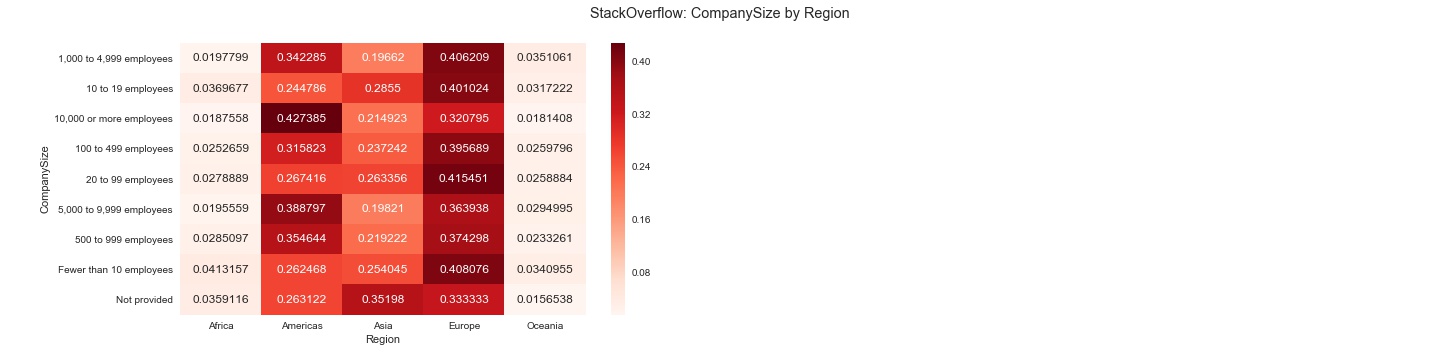 StackOverflow: CompanySize by Region
CompanySize
1,000 to 4,999 employees 0.0197799 0.342285 0.19662 0.406209 0.0351061
10 to 19 employees 0.0369677 0.244786 0.2855 0.401024 0.0317222
10,000 or more employees 0.0187558 0.427385 0.214923 0.320795 0.0181408
100 to 499 employees 0.0252659 0.315823 0.237242 0.395689 0.0259796
20 to 99 employees 0.0278889 0.267416 0.263356 0.415451 0.0258884
5,000 to 9,999 employees 0.0195559 0.388797 0.19821 0.363938 0.0294995
500 to 999 employees 0.0285097 0.354644 0.219222 0.374298 0.0233261
Fewer than 10 employees 0.0413157 0.262468 0.254045 0.408076 0.0340955
Not provided 0.0359116 0.263122 0.35198 0.333333 0.0156538
Africa Americas Asia Europe Oceania
Region
0.40
0.32
0.24
0.16
0.08